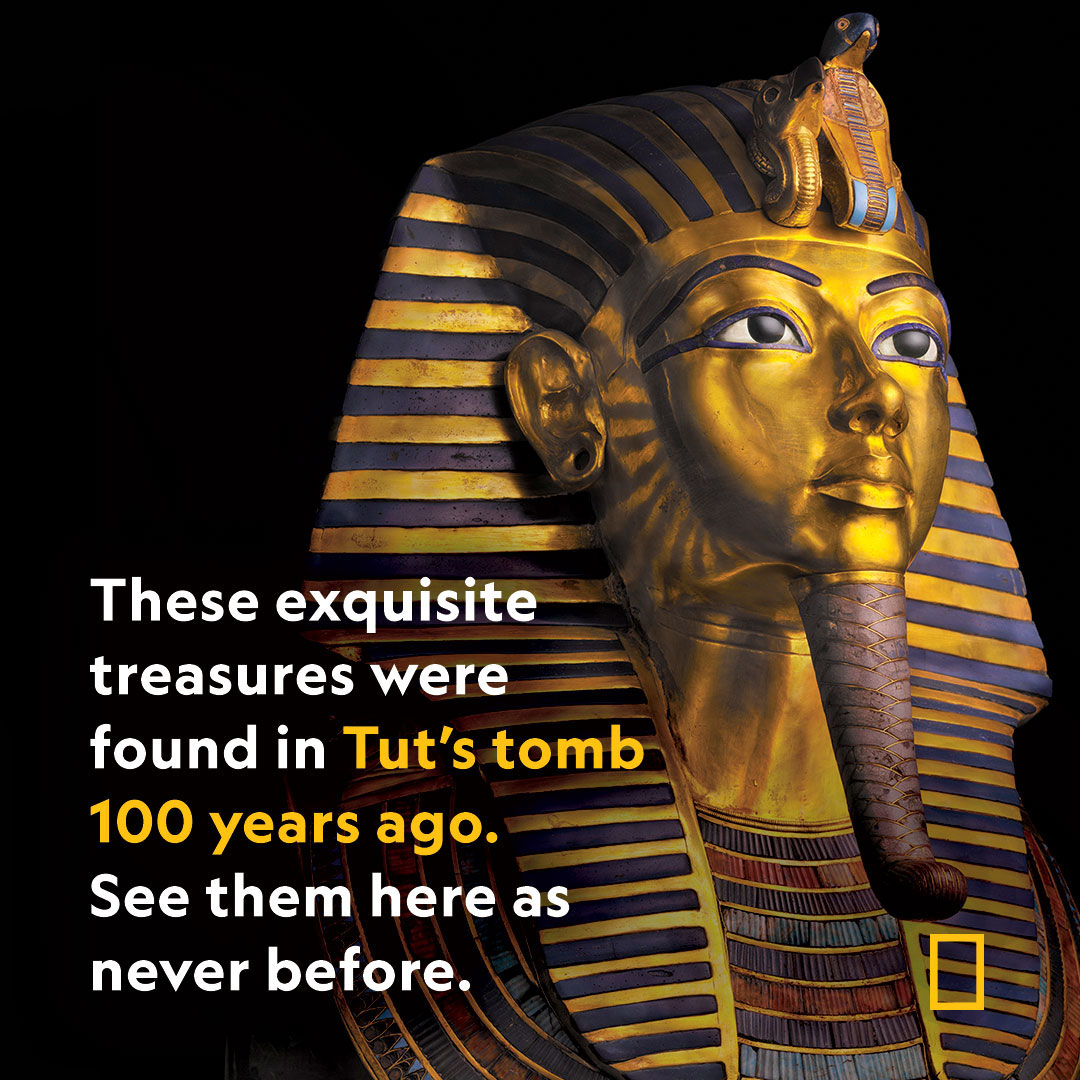 These exquisite
treasures were
found in Tut’s tomb
100 years ago.
See them here as
never before.